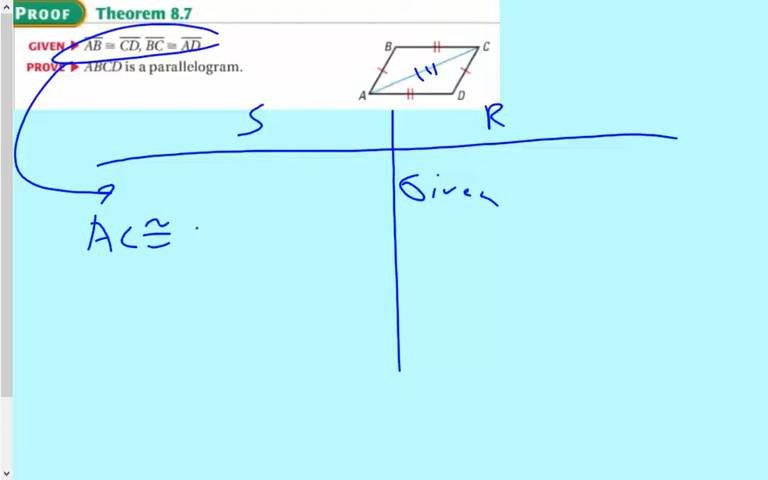 PROOF Theorem 8.7
GIVEN ▶ AB ≅ CD, BC ≅ AD
PROVE ▶ ABCD is a parallelogram.
B C
A D
S R
Given
AC ≅